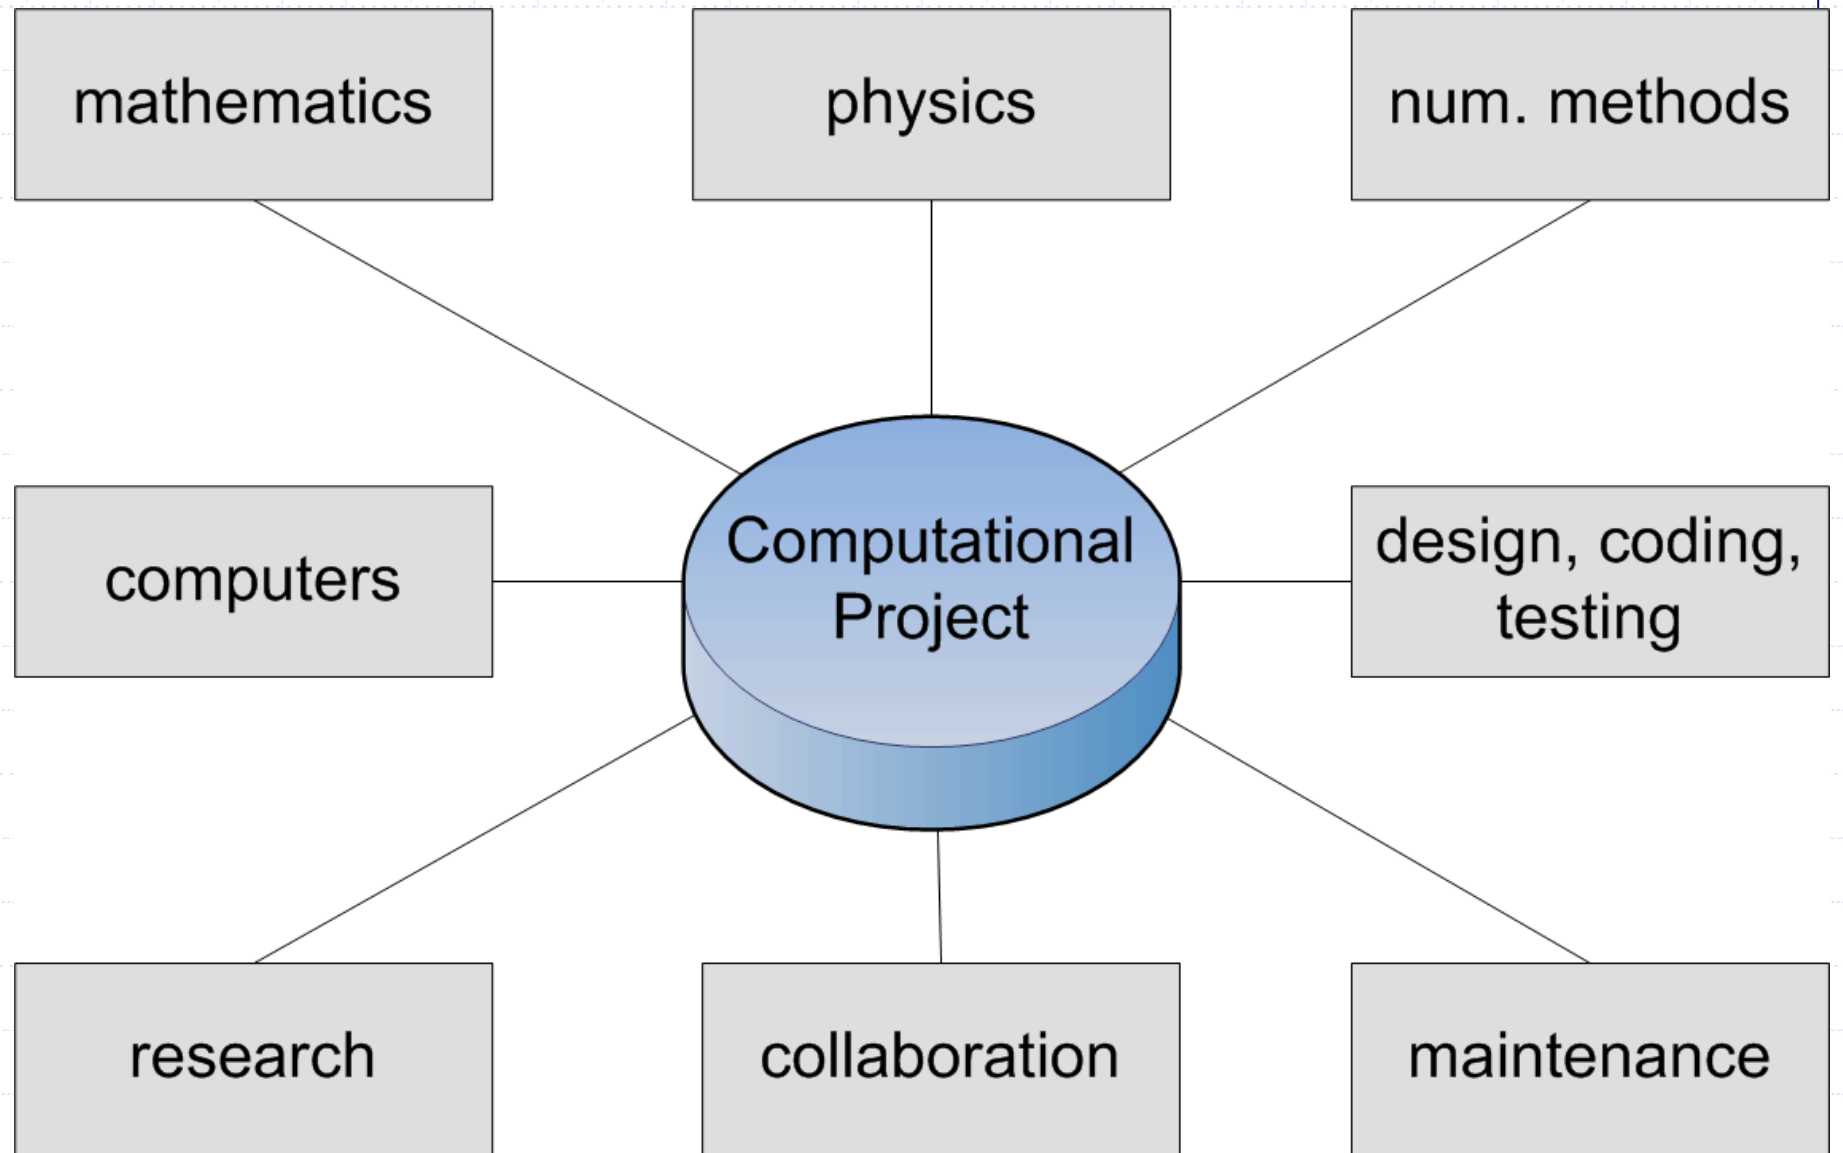 mathematics
physics
num. methods
computers
Computational
Project
design, coding,
testing
research
collaboration
maintenance